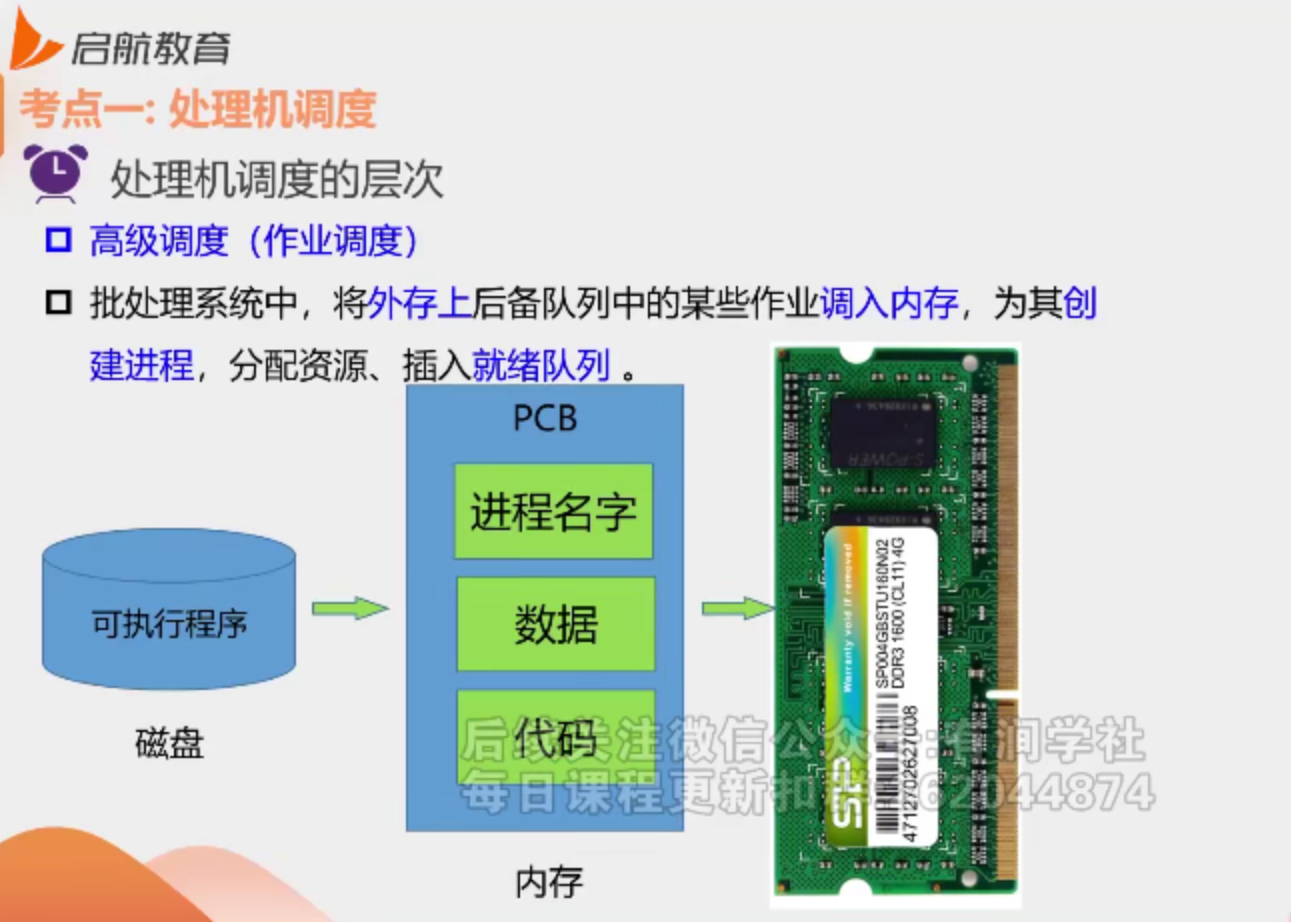 启航教育
考点一: 处理机调度
处理机调度的层次
高级调度（作业调度）
批处理系统中，将外存上后备队列中的某些作业调入内存，为其创
建进程，分配资源、插入就绪队列 。
PCB
进程名字
数据
代码
可执行程序
磁盘
内存
S-POWER
Warranty void if removed
SP004GBSTU160N02
DDR3 1600 (CL11) 4G
4712702627008
SP
后续关注微信公众
润学社
每日课程更新扣
62044874